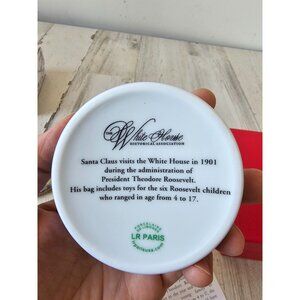 The White House
HISTORICAL ASSOCIATION
Santa Claus visits the White House in 1901
during the administration of
President Theodore Roosevelt.
His bag includes toys for the six Roosevelt children
who ranged in age from 4 to 17.
LR PARIS